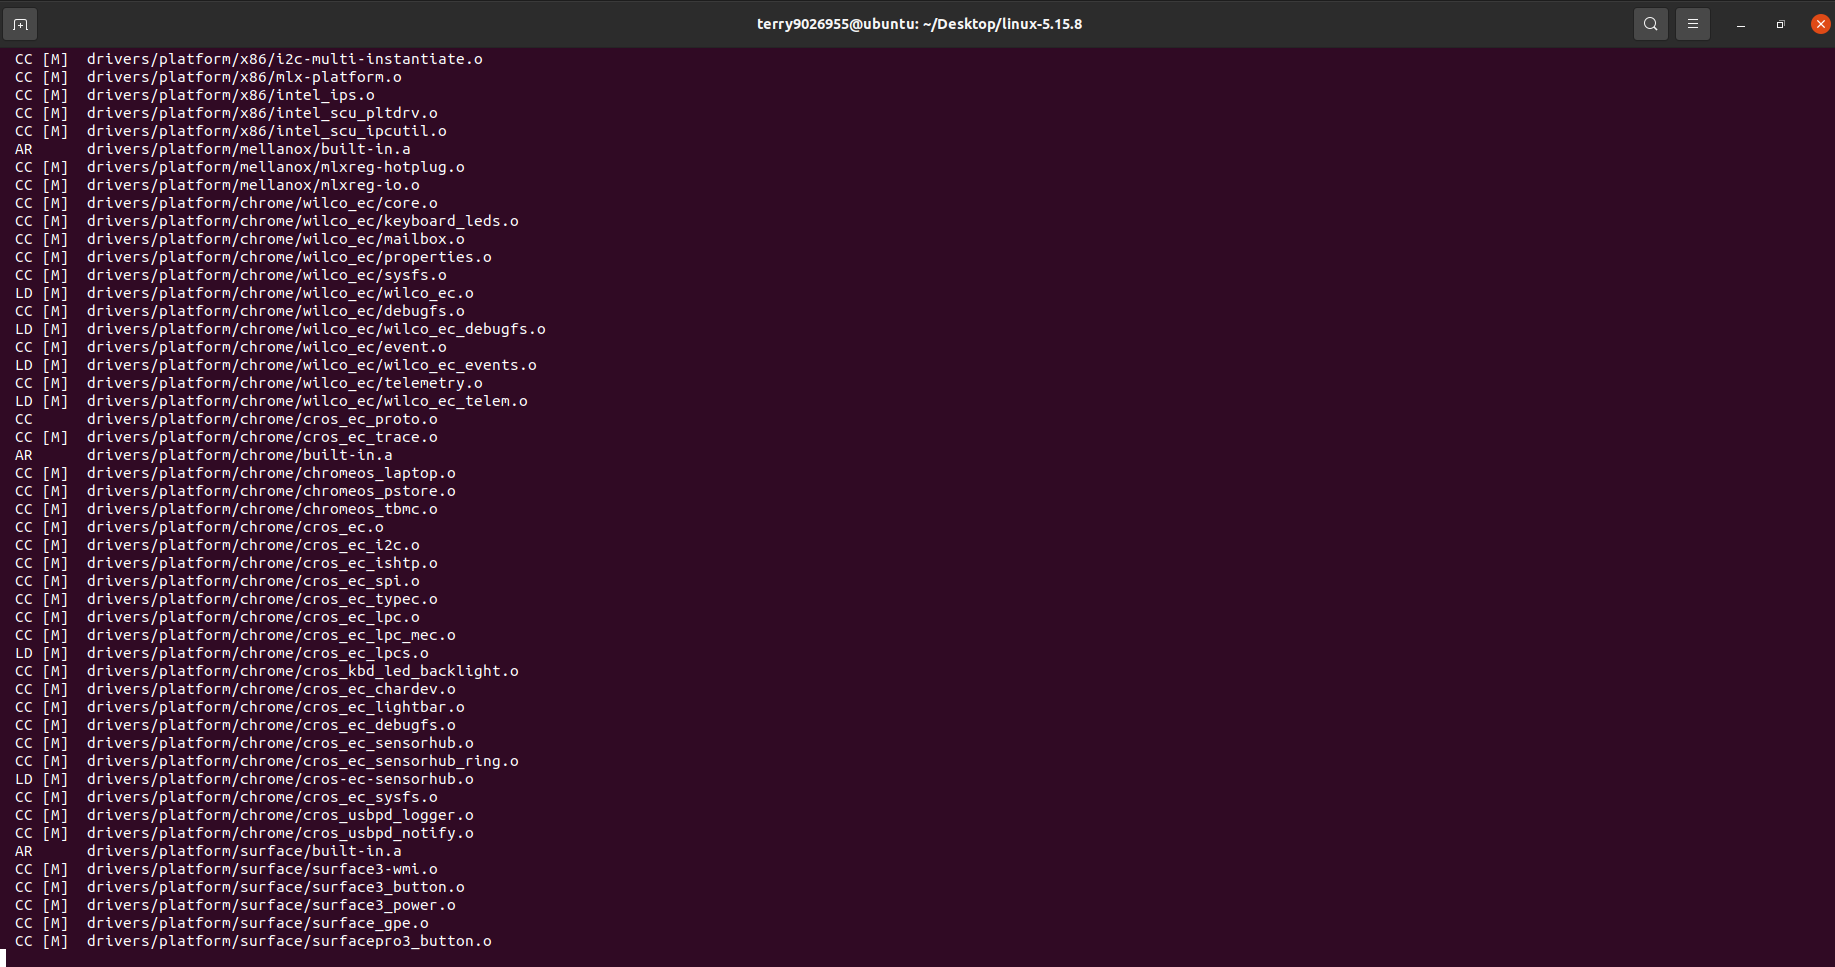 terry9026955@ubuntu: ~/Desktop/linux-5.15.8
CC [M]  drivers/platform/x86/i2c-multi-instantiate.o
CC [M]  drivers/platform/x86/mlx-platform.o
CC [M]  drivers/platform/x86/intel_ips.o
CC [M]  drivers/platform/x86/intel_scu_pltdrv.o
CC [M]  drivers/platform/x86/intel_scu_ipcutil.o
AR      drivers/platform/mellanox/built-in.a
CC [M]  drivers/platform/mellanox/mlxreg-hotplug.o
CC [M]  drivers/platform/mellanox/mlxreg-io.o
CC [M]  drivers/platform/chrome/wilco_ec/core.o
CC [M]  drivers/platform/chrome/wilco_ec/keyboard_leds.o
CC [M]  drivers/platform/chrome/wilco_ec/mailbox.o
CC [M]  drivers/platform/chrome/wilco_ec/properties.o
CC [M]  drivers/platform/chrome/wilco_ec/sysfs.o
LD [M]  drivers/platform/chrome/wilco_ec/wilco_ec.o
CC [M]  drivers/platform/chrome/wilco_ec/debugfs.o
LD [M]  drivers/platform/chrome/wilco_ec/wilco_ec_debugfs.o
CC [M]  drivers/platform/chrome/wilco_ec/event.o
LD [M]  drivers/platform/chrome/wilco_ec/wilco_ec_events.o
CC [M]  drivers/platform/chrome/wilco_ec/telemetry.o
LD [M]  drivers/platform/chrome/wilco_ec/wilco_ec_telem.o
CC      drivers/platform/chrome/cros_ec_proto.o
CC [M]  drivers/platform/chrome/cros_ec_trace.o
AR      drivers/platform/chrome/built-in.a
CC [M]  drivers/platform/chrome/chromeos_laptop.o
CC [M]  drivers/platform/chrome/chromeos_pstore.o
CC [M]  drivers/platform/chrome/chromeos_tbmc.o
CC [M]  drivers/platform/chrome/cros_ec.o
CC [M]  drivers/platform/chrome/cros_ec_i2c.o
CC [M]  drivers/platform/chrome/cros_ec_ishtp.o
CC [M]  drivers/platform/chrome/cros_ec_spi.o
CC [M]  drivers/platform/chrome/cros_ec_typec.o
CC [M]  drivers/platform/chrome/cros_ec_lpc.o
CC [M]  drivers/platform/chrome/cros_ec_lpc_mec.o
LD [M]  drivers/platform/chrome/cros_ec_lpcs.o
CC [M]  drivers/platform/chrome/cros_kbd_led_backlight.o
CC [M]  drivers/platform/chrome/cros_ec_chardev.o
CC [M]  drivers/platform/chrome/cros_ec_lightbar.o
CC [M]  drivers/platform/chrome/cros_ec_debugfs.o
CC [M]  drivers/platform/chrome/cros_ec_sensorhub.o
CC [M]  drivers/platform/chrome/cros_ec_sensorhub_ring.o
LD [M]  drivers/platform/chrome/cros-ec-sensorhub.o
CC [M]  drivers/platform/chrome/cros_ec_sysfs.o
CC [M]  drivers/platform/chrome/cros_usbpd_logger.o
CC [M]  drivers/platform/chrome/cros_usbpd_notify.o
AR      drivers/platform/surface/built-in.a
CC [M]  drivers/platform/surface/surface3-wmi.o
CC [M]  drivers/platform/surface/surface3_button.o
CC [M]  drivers/platform/surface/surface3_power.o
CC [M]  drivers/platform/surface/surface_gpe.o
CC [M]  drivers/platform/surface/surfacepro3_button.o